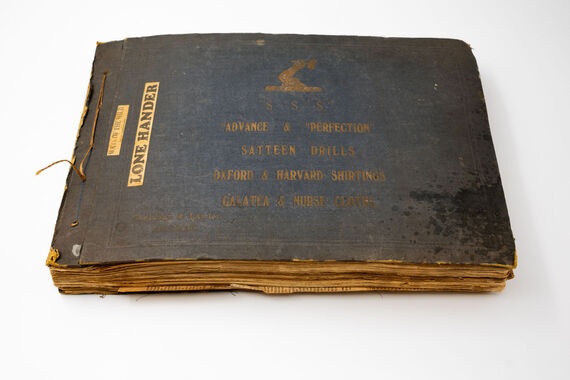 S S S
"ADVANCE" & "PERFECTION"
SATTEEN DRILLS
OXFORD & HARVARD SHIRTINGS
GALATEA & NURSE CLOTHS
LONE HANDER